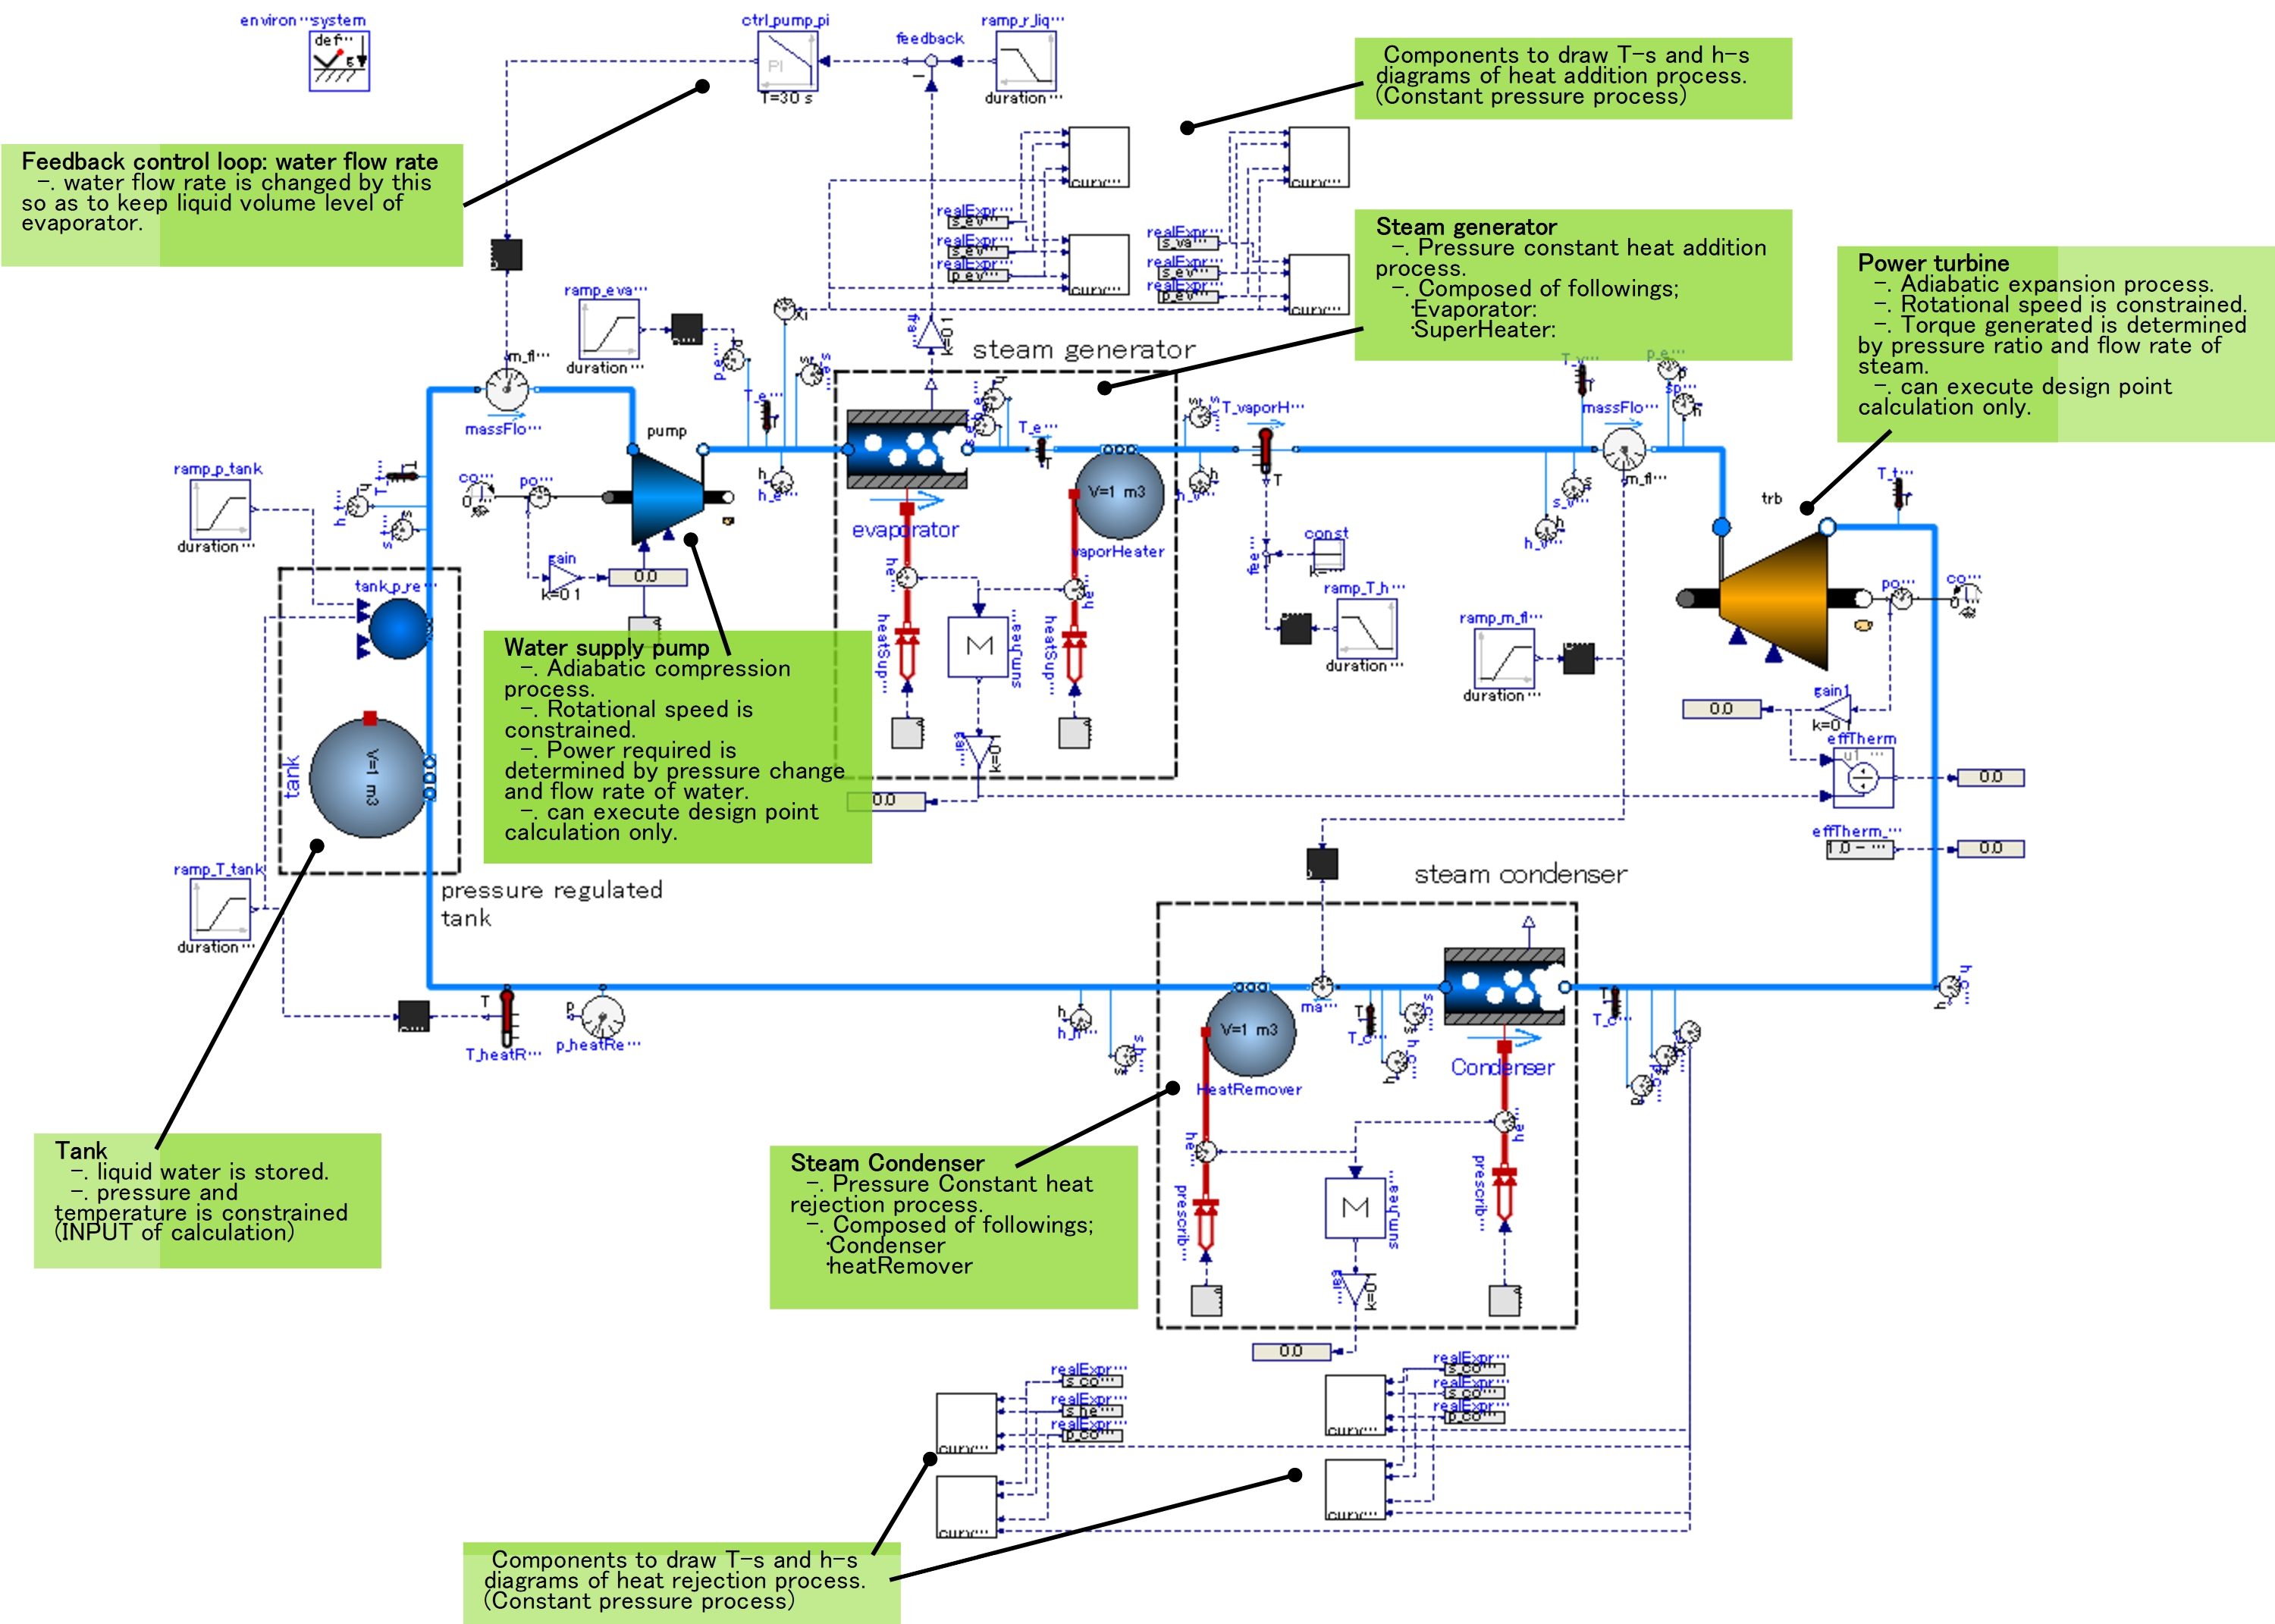 environ…system
def…
g
ctrl_pump_pi
PI
T=30 s
feedback
ramp_r_liq…
duration…
Components to draw T-s and h-s
diagrams of heat addition process.
(Constant pressure process)
Feedback control loop: water flow rate
-. water flow rate is changed by this
so as to keep liquid volume level of
evaporator.
realExpr…
s_ev…
realExpr…
s_ev…
realExpr…
p_ev…
realExpr…
s_va…
realExpr…
s_ev…
realExpr…
p_ev…
Steam generator
-. Pressure constant heat addition
process.
-. Composed of followings;
·Evaporator:
·SuperHeater:
Power turbine
-. Adiabatic expansion process.
-. Rotational speed is constrained.
-. Torque generated is determined
by pressure ratio and flow rate of
steam.
-. can execute design point
calculation only.
ramp_eva…
duration…
m_fl…
massFlo…
k=0.1
steam generator
pump
T_e…
T_vaporH…
massFlo…
m_fl…
ramp_p_tank
duration…
co…
po…
gain
k=0.1
0.0
h_e…
evaporator
V=1 m3
vaporHeater
h_v…
const
k=…
ramp_T_h…
duration…
ramp_m_fl…
duration…
trb
T_t…
po…
co…
tank_p_re…
tank
V=1 m3
heatSup…
M
sum_hea…
heatSup…
k=0.1
0.0
Water supply pump
-. Adiabatic compression
process.
-. Rotational speed is
constrained.
-. Power required is
determined by pressure change
and flow rate of water.
-. can execute design point
calculation only.
0.0
gain1
k=0.1
effTherm
u1…
0.0
effTherm_…
1.0 - …
0.0
ramp_T_tank
duration…
pressure regulated
tank
steam condenser
T
T_heatR…
p
p_heatRe…
h
h_h…
ma…
V=1 m3
HeatRemover
T_c…
Condenser
T_c…
Tank
-. liquid water is stored.
-. pressure and
temperature is constrained
(INPUT of calculation)
Steam Condenser
-. Pressure Constant heat
rejection process.
-. Composed of followings;
·Condenser
·heatRemover
prescrib…
M
sum_hea…
prescrib…
k=0.1
0.0
realExpr…
s_co…
realExpr…
s_he…
realExpr…
p_co…
realExpr…
s_co…
realExpr…
s_co…
realExpr…
p_co…
Components to draw T-s and h-s
diagrams of heat rejection process.
(Constant pressure process)